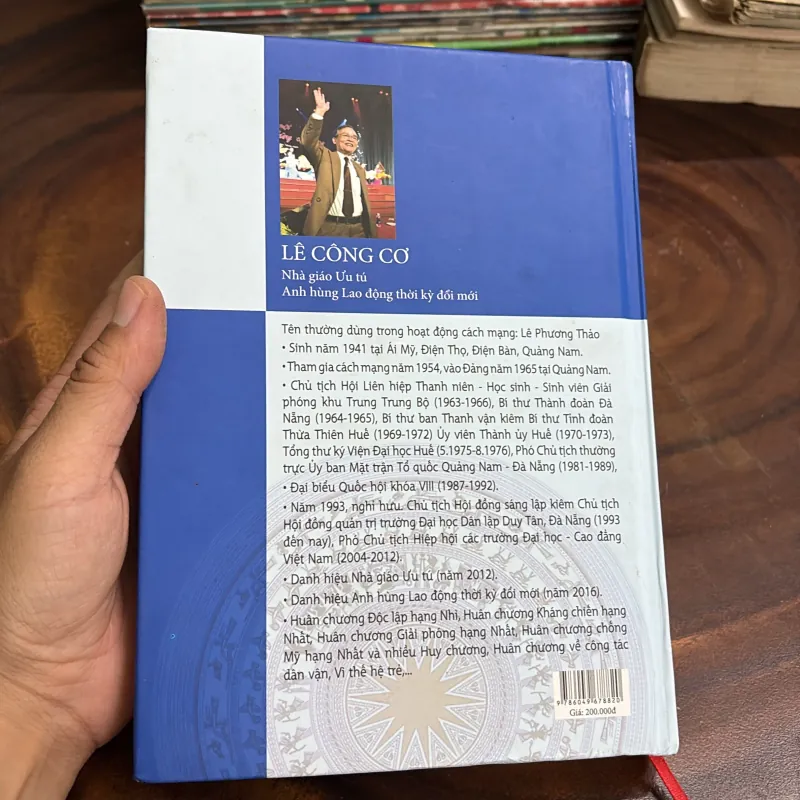 LÊ CÔNG CƠ
Nhà giáo Ưu tú
Anh hùng Lao động thời kỳ đổi mới
Tên thường dùng trong hoạt động cách mạng: Lê Phương Thảo
• Sinh năm 1941 tại Ái Mỹ, Điện Thọ, Điện Bàn, Quảng Nam.
• Tham gia cách mạng năm 1954, vào Đảng năm 1965 tại Quảng Nam.
• Chủ tịch Hội Liên hiệp Thanh niên - Học sinh - Sinh viên Giải
phóng khu Trung Trung Bộ (1963-1966), Bí thư Thành đoàn Đà
Nẵng (1964-1965), Bí thư ban Thanh vận kiêm Bí thư Tỉnh đoàn
Thừa Thiên Huế (1969-1972) Ủy viên Thành ủy Huế (1970-1973),
Tổng thư ký Viện Đại học Huế (5.1975-8.1976), Phó Chủ tịch thường
trực Ủy ban Mặt trận Tổ quốc Quảng Nam - Đà Nẵng (1981-1989),
• Đại biểu Quốc hội khóa VIII (1987-1992).
• Năm 1993, nghỉ hưu. Chủ tịch Hội đồng sáng lập kiêm Chủ tịch
Hội đồng quản trị trường Đại học Dân lập Duy Tân, Đà Nẵng (1993
đến nay), Phó Chủ tịch Hiệp hội các trường Đại học - Cao đẳng
Việt Nam (2004-2012).
• Danh hiệu Nhà giáo Ưu tú (năm 2012).
• Danh hiệu Anh hùng Lao động thời kỳ đổi mới (năm 2016).
• Huân chương Độc lập hạng Nhì, Huân chương Kháng chiến hạng
Nhất, Huân chương Giải phóng hạng Nhất, Huân chương chống
Mỹ hạng Nhất và nhiều Huy chương, Huân chương về công tác
dân vận, Vì thế hệ trẻ,...
9 786049 678820
Giá: 200.000đ